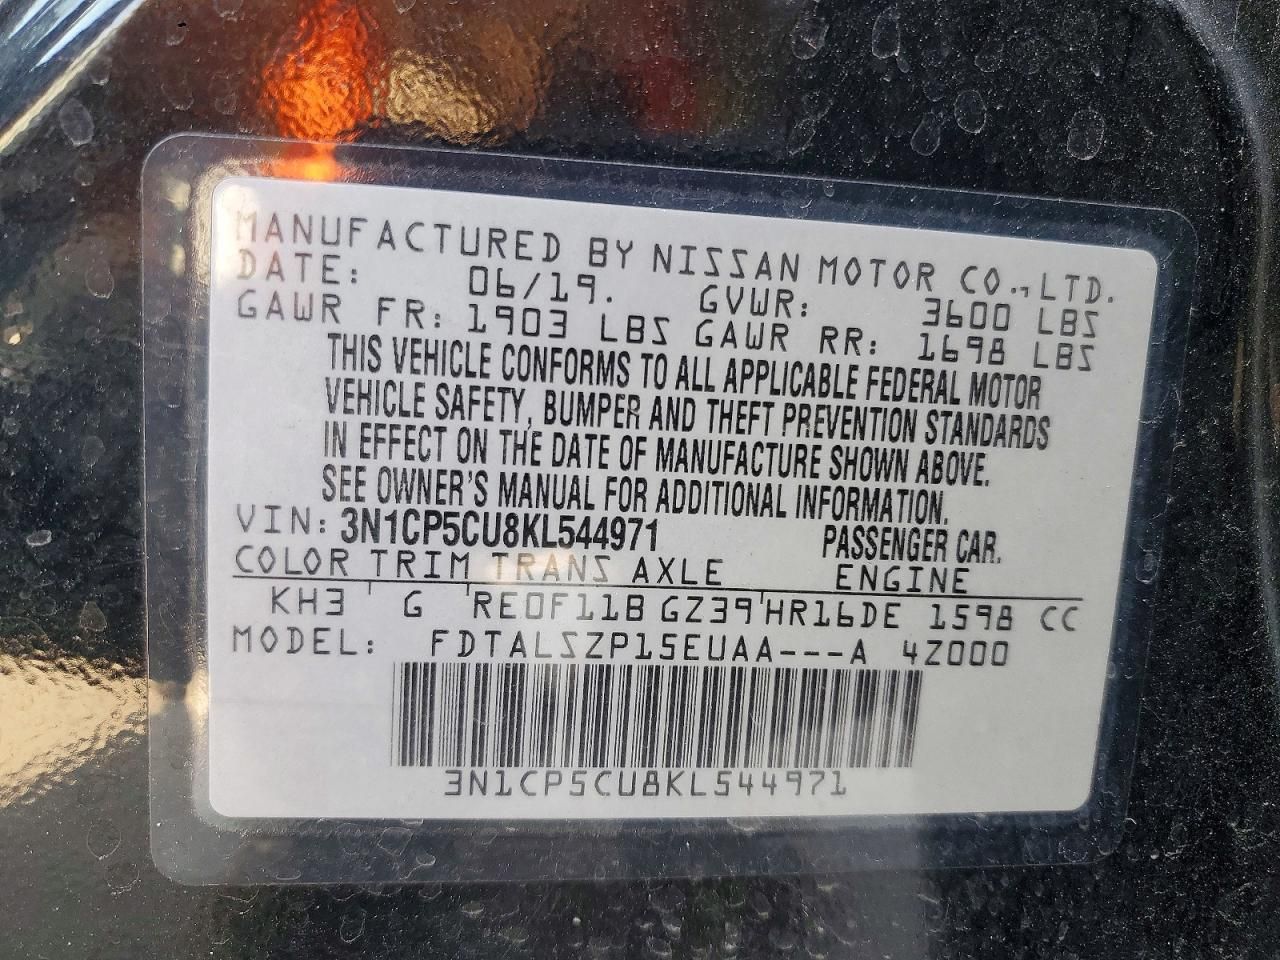 MANUFACTURED BY NISSAN MOTOR CO., LTD.
DATE: 06/19. GVWR: 3600 LBS
GAWR FR: 1903 LBS GAWR RR: 1698 LBS
THIS VEHICLE CONFORMS TO ALL APPLICABLE FEDERAL MOTOR
VEHICLE SAFETY, BUMPER AND THEFT PREVENTION STANDARDS
IN EFFECT ON THE DATE OF MANUFACTURE SHOWN ABOVE.
SEE OWNER'S MANUAL FOR ADDITIONAL INFORMATION.
VIN: 3N1CP5CU8KL544971 PASSENGER CAR.
COLOR TRIM TRANS AXLE ENGINE
KH3 G RE0F11B GZ39 HR16DE 1598 CC
MODEL: FDTALSZP15EUAA---A 4Z000
3N1CP5CU8KL544971